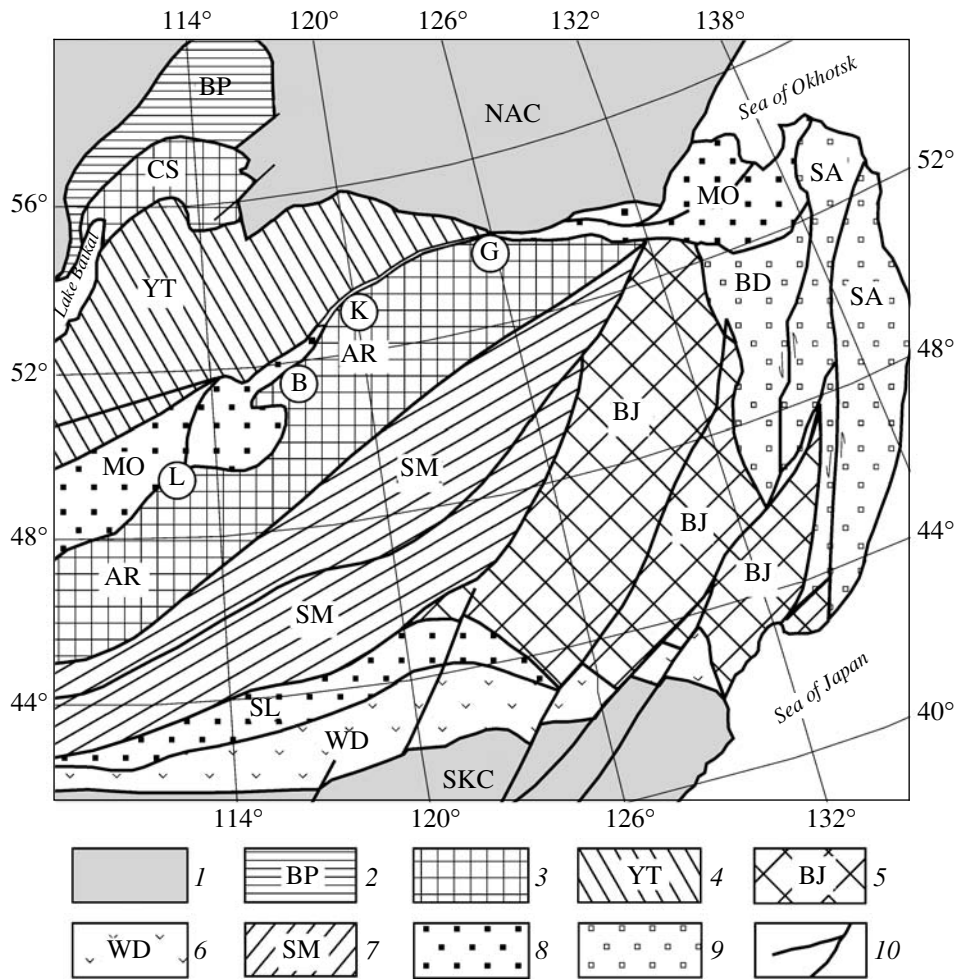 114° 120° 126° 132° 138°
BP
NAC
Sea of Okhotsk
CS
SA
52°
MO
56°
Lake Baikal
G
YT
BD
SA
K
AR
48°
52°
B
BJ
MO
SM
L
BJ
44°
48°
BJ
AR
SM
Sea of Japan
44°
SL
40°
WD
SKC
114° 120° 126° 132°
1 BP 2 3 YT 4 BJ 5
WD 6 SM 7 8 9 10